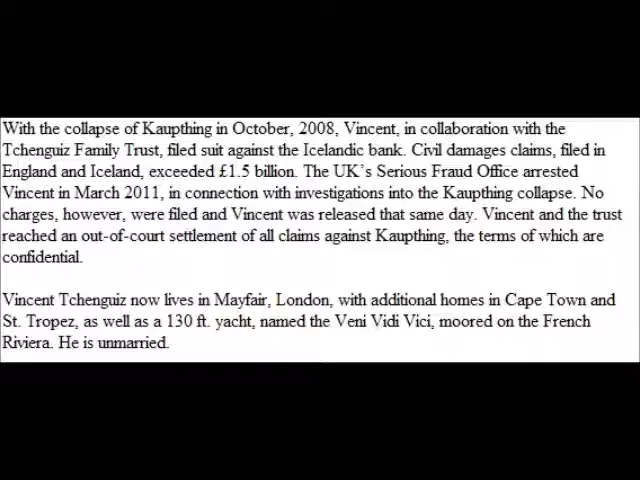 With the collapse of Kaupthing in October, 2008, Vincent, in collaboration with the
Tchenguiz Family Trust, filed suit against the Icelandic bank. Civil damages claims, filed in
England and Iceland, exceeded £1.5 billion. The UK's Serious Fraud Office arrested
Vincent in March 2011, in connection with investigations into the Kaupthing collapse. No
charges, however, were filed and Vincent was released that same day. Vincent and the trust
reached an out-of-court settlement of all claims against Kaupthing, the terms of which are
confidential.
Vincent Tchenguiz now lives in Mayfair, London, with additional homes in Cape Town and
St. Tropez, as well as a 130 ft. yacht, named the Veni Vidi Vici, moored on the French
Riviera. He is unmarried.